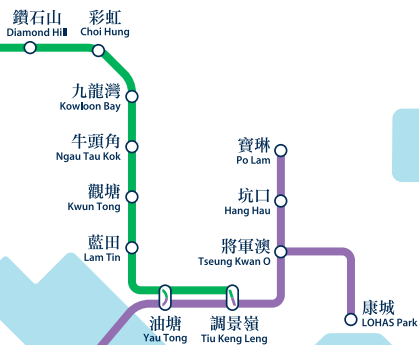 鑽石山
Diamond Hill
彩虹
Choi Hung
九龍灣
Kowloon Bay
牛頭角
Ngau Tau Kok
觀塘
Kwun Tong
藍田
Lam Tin
油塘
Yau Tong
調景嶺
Tiu Keng Leng
寶琳
Po Lam
坑口
Hang Hau
將軍澳
Tseung Kwan O
康城
LOHAS Park